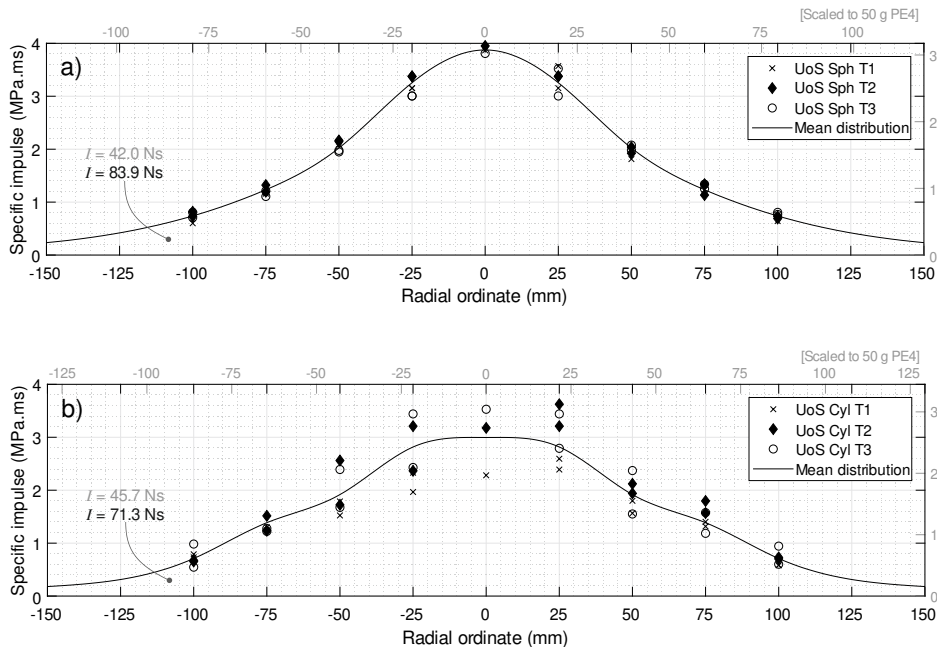 [Scaled to 50 g PE4]
-100 -75 -50 -25 0 25 50 75 100
a)
UoS Sph T1
UoS Sph T2
UoS Sph T3
Mean distribution
I = 42.0 Ns
I = 83.9 Ns
Specific impulse (MPa.ms)
4
3
2
1
0
3
2
1
0
-150 -125 -100 -75 -50 -25 0 25 50 75 100 125 150
Radial ordinate (mm)
[Scaled to 50 g PE4]
-125 -100 -75 -50 -25 0 25 50 75 100 125
b)
UoS Cyl T1
UoS Cyl T2
UoS Cyl T3
Mean distribution
I = 45.7 Ns
I = 71.3 Ns
Specific impulse (MPa.ms)
4
3
2
1
0
3
2
1
0
-150 -125 -100 -75 -50 -25 0 25 50 75 100 125 150
Radial ordinate (mm)